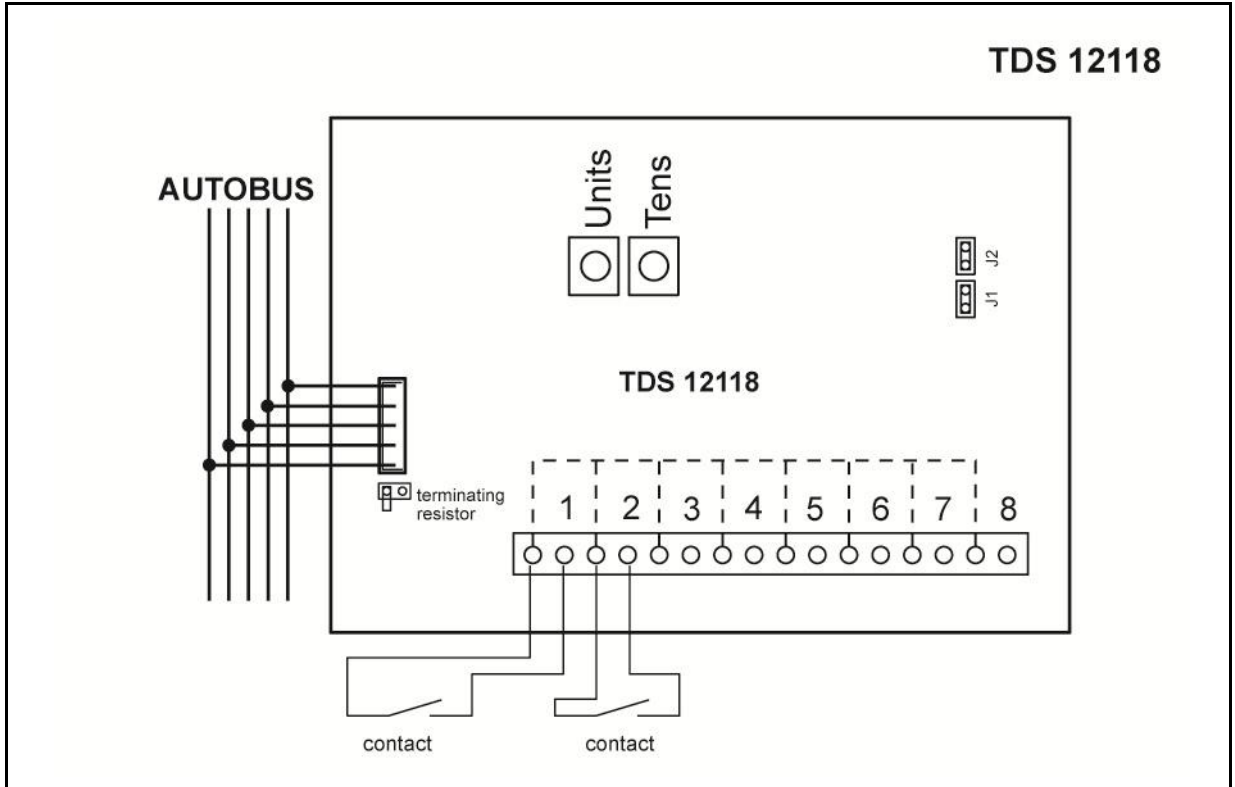 TDS 12118
AUTOBUS
Units
Tens
J2
J1
TDS 12118
terminating
resistor
1 2 3 4 5 6 7 8
contact contact